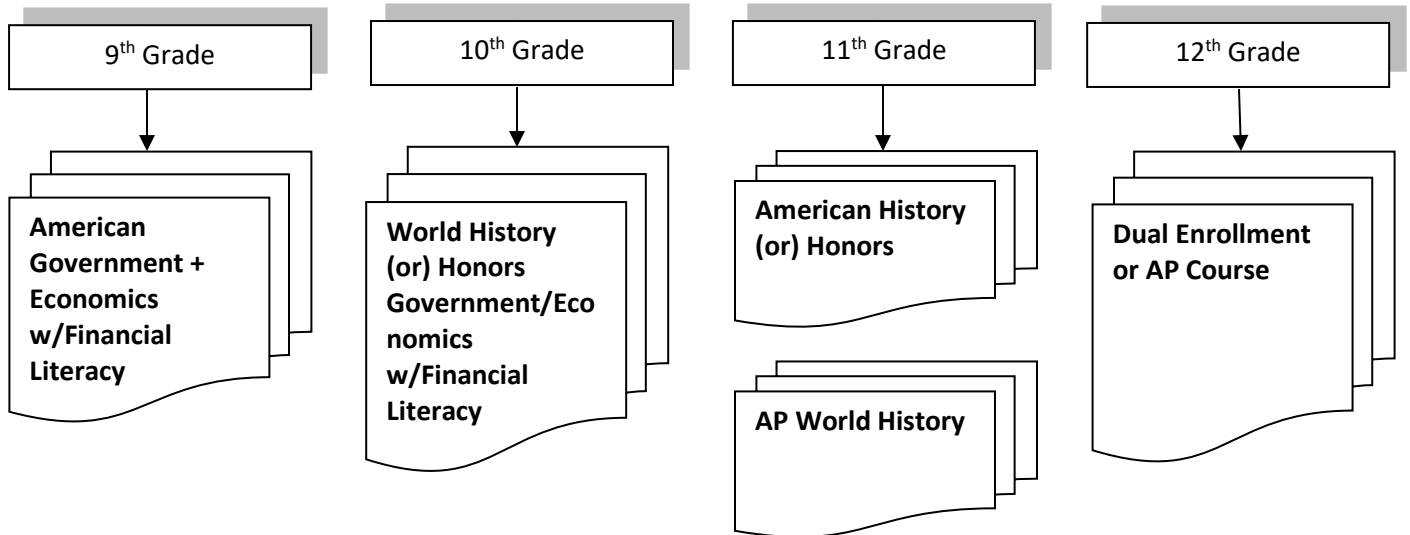 9th Grade
10th Grade
11th Grade
12th Grade
American
Government +
Economics
w/Financial
Literacy
World History
(or) Honors
Government/Eco
nomics
w/Financial
Literacy
American History
(or) Honors
AP World History
Dual Enrollment
or AP Course